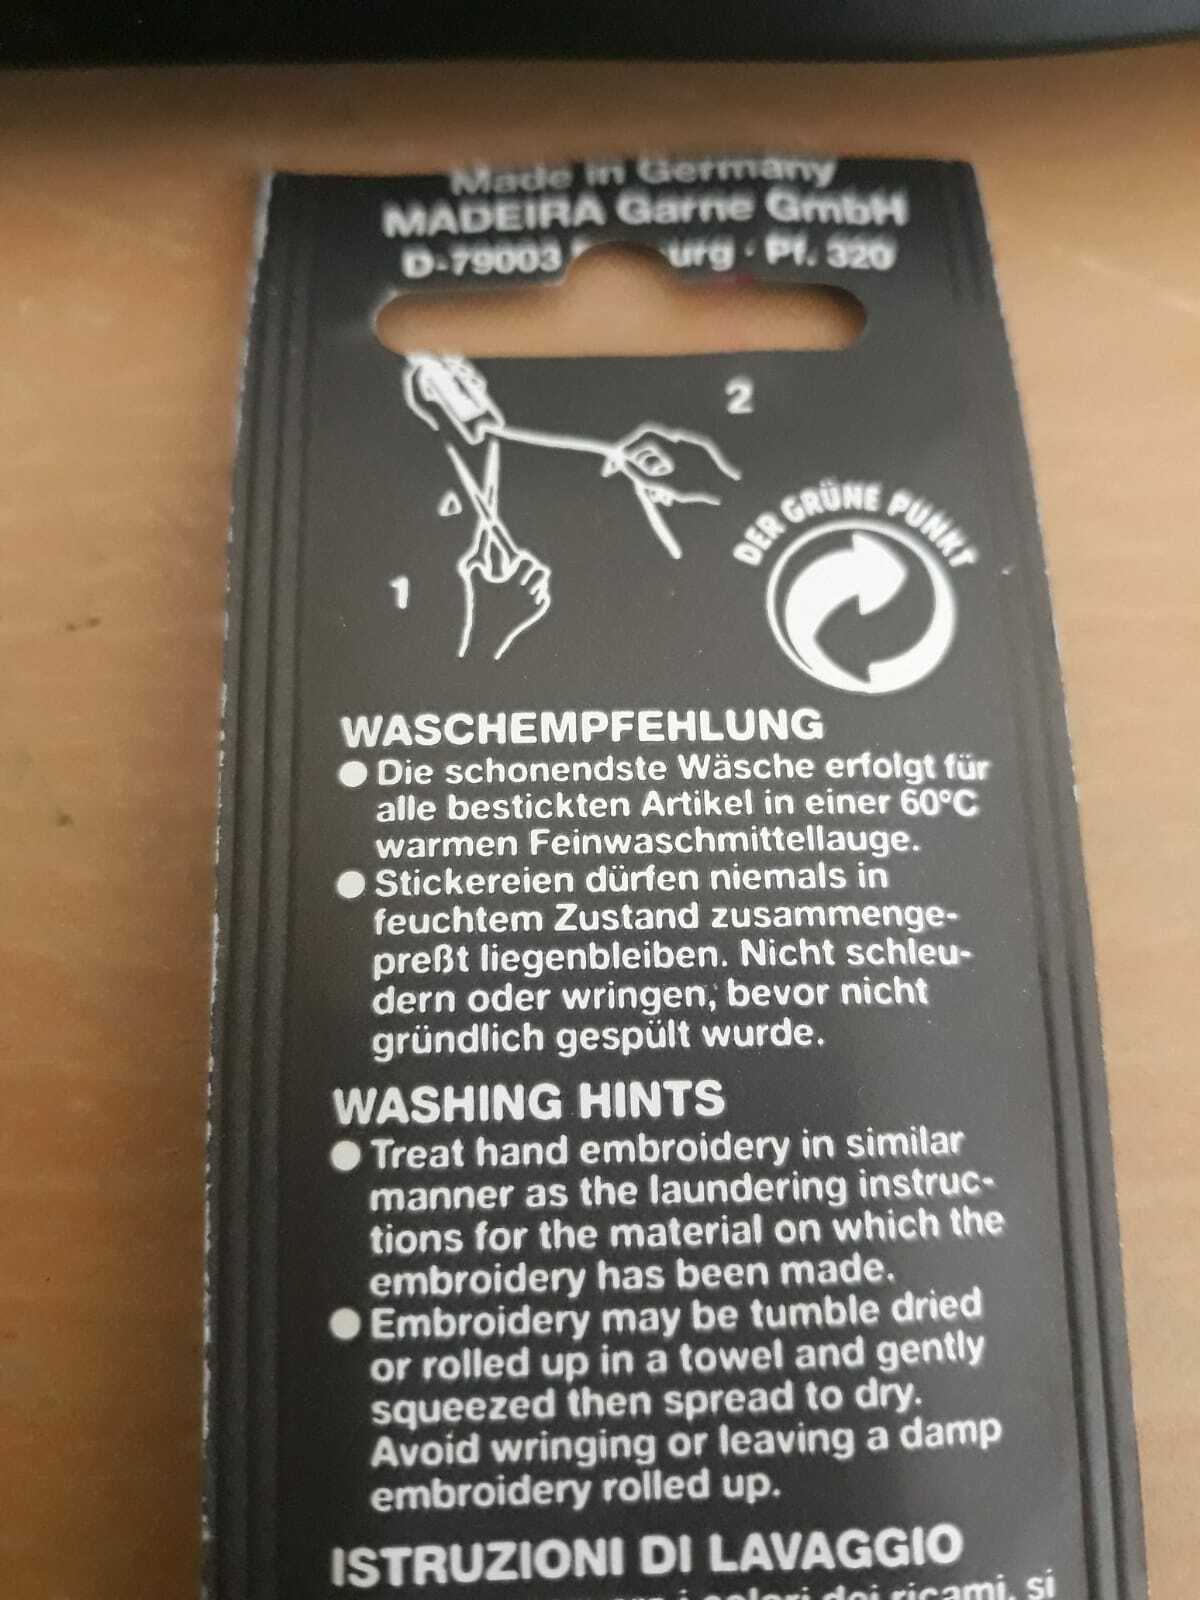 Made in Germany
MADEIRA Garne GmbH
D-79003 urg · Pf. 320
2
1
DER GRÜNE PUNKT
WASCHEMPFEHLUNG
● Die schonendste Wäsche erfolgt für
alle bestickten Artikel in einer 60°C
warmen Feinwaschmittellauge.
● Stickereien dürfen niemals in
feuchtem Zustand zusammenge-
preßt liegenbleiben. Nicht schleu-
dern oder wringen, bevor nicht
gründlich gespült wurde.
WASHING HINTS
● Treat hand embroidery in similar
manner as the laundering instruc-
tions for the material on which the
embroidery has been made.
● Embroidery may be tumble dried
or rolled up in a towel and gently
squeezed then spread to dry.
Avoid wringing or leaving a damp
embroidery rolled up.
ISTRUZIONI DI LAVAGGIO
i colori dei ricami, si